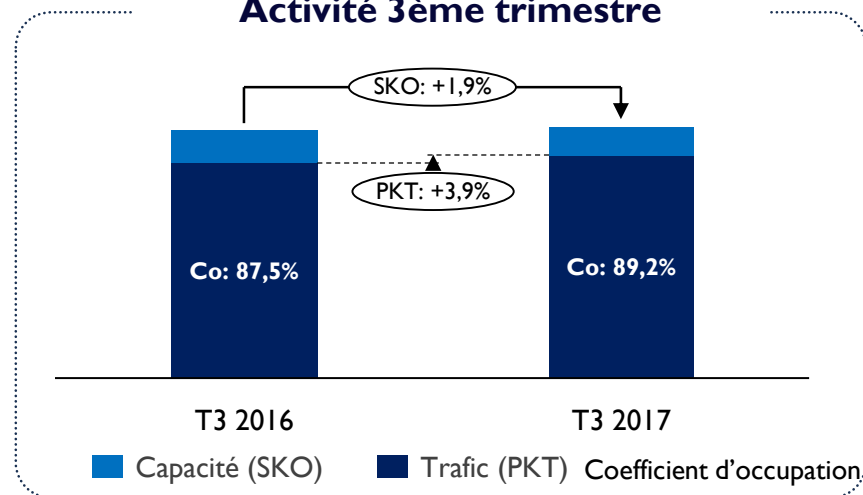 Activité 3ème trimestre
SKO: +1,9%
PKT: +3,9%
Co: 87,5%
Co: 89,2%
T3 2016
T3 2017
Capacité (SKO)
Trafic (PKT)
Coefficient d’occupation